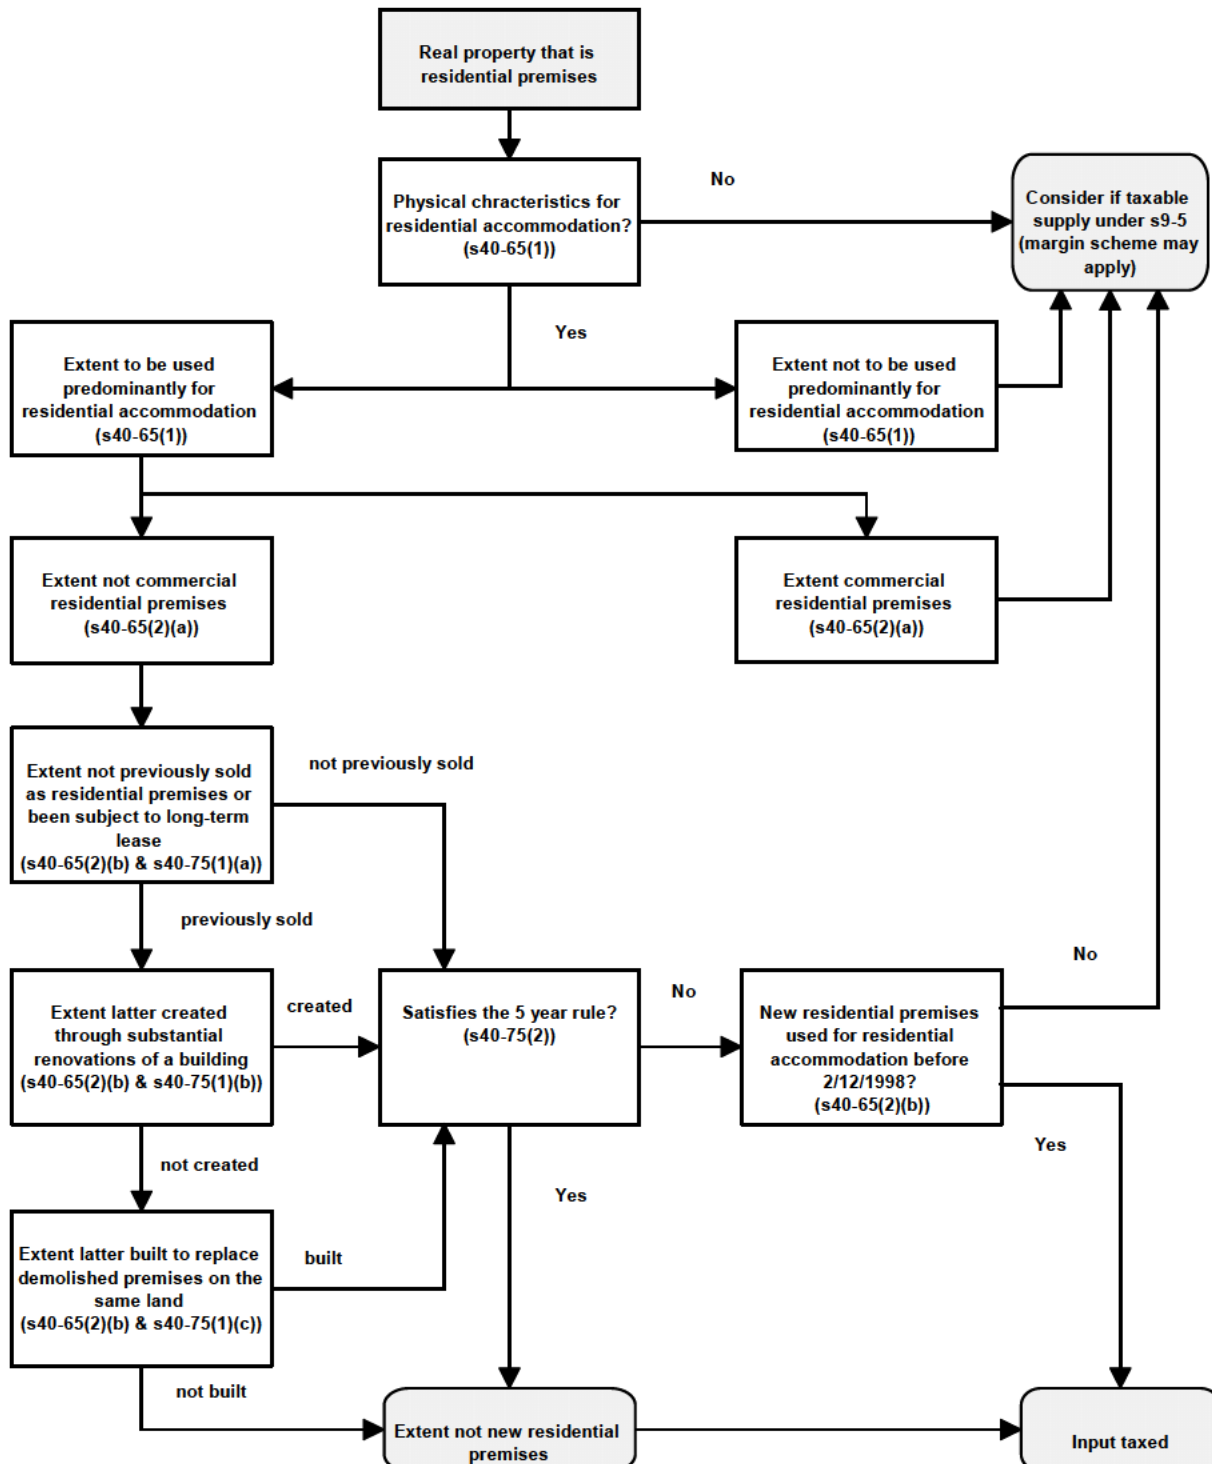 Real property that is
residential premises
Physical chracteristics for
residential accommodation?
(s40-65(1))
No
Consider if taxable
supply under s9-5
(margin scheme may
apply)
Yes
Extent to be used
predominantly for
residential accommodation
(s40-65(1))
Extent not to be used
predominantly for
residential accommodation
(s40-65(1))
Extent not commercial
residential premises
(s40-65(2)(a))
Extent commercial
residential premises
(s40-65(2)(a))
Extent not previously sold
as residential premises or
been subject to long-term
lease
(s40-65(2)(b) & s40-75(1)(a))
not previously sold
previously sold
Extent latter created
through substantial
renovations of a building
(s40-65(2)(b) & s40-75(1)(b))
created
Satisfies the 5 year rule?
(s40-75(2))
No
New residential premises
used for residential
accommodation before
2/12/1998?
(s40-65(2)(b))
No
Yes
not created
Yes
Extent latter built to replace
demolished premises on the
same land
(s40-65(2)(b) & s40-75(1)(c))
built
not built
Extent not new residential
premises
Input taxed